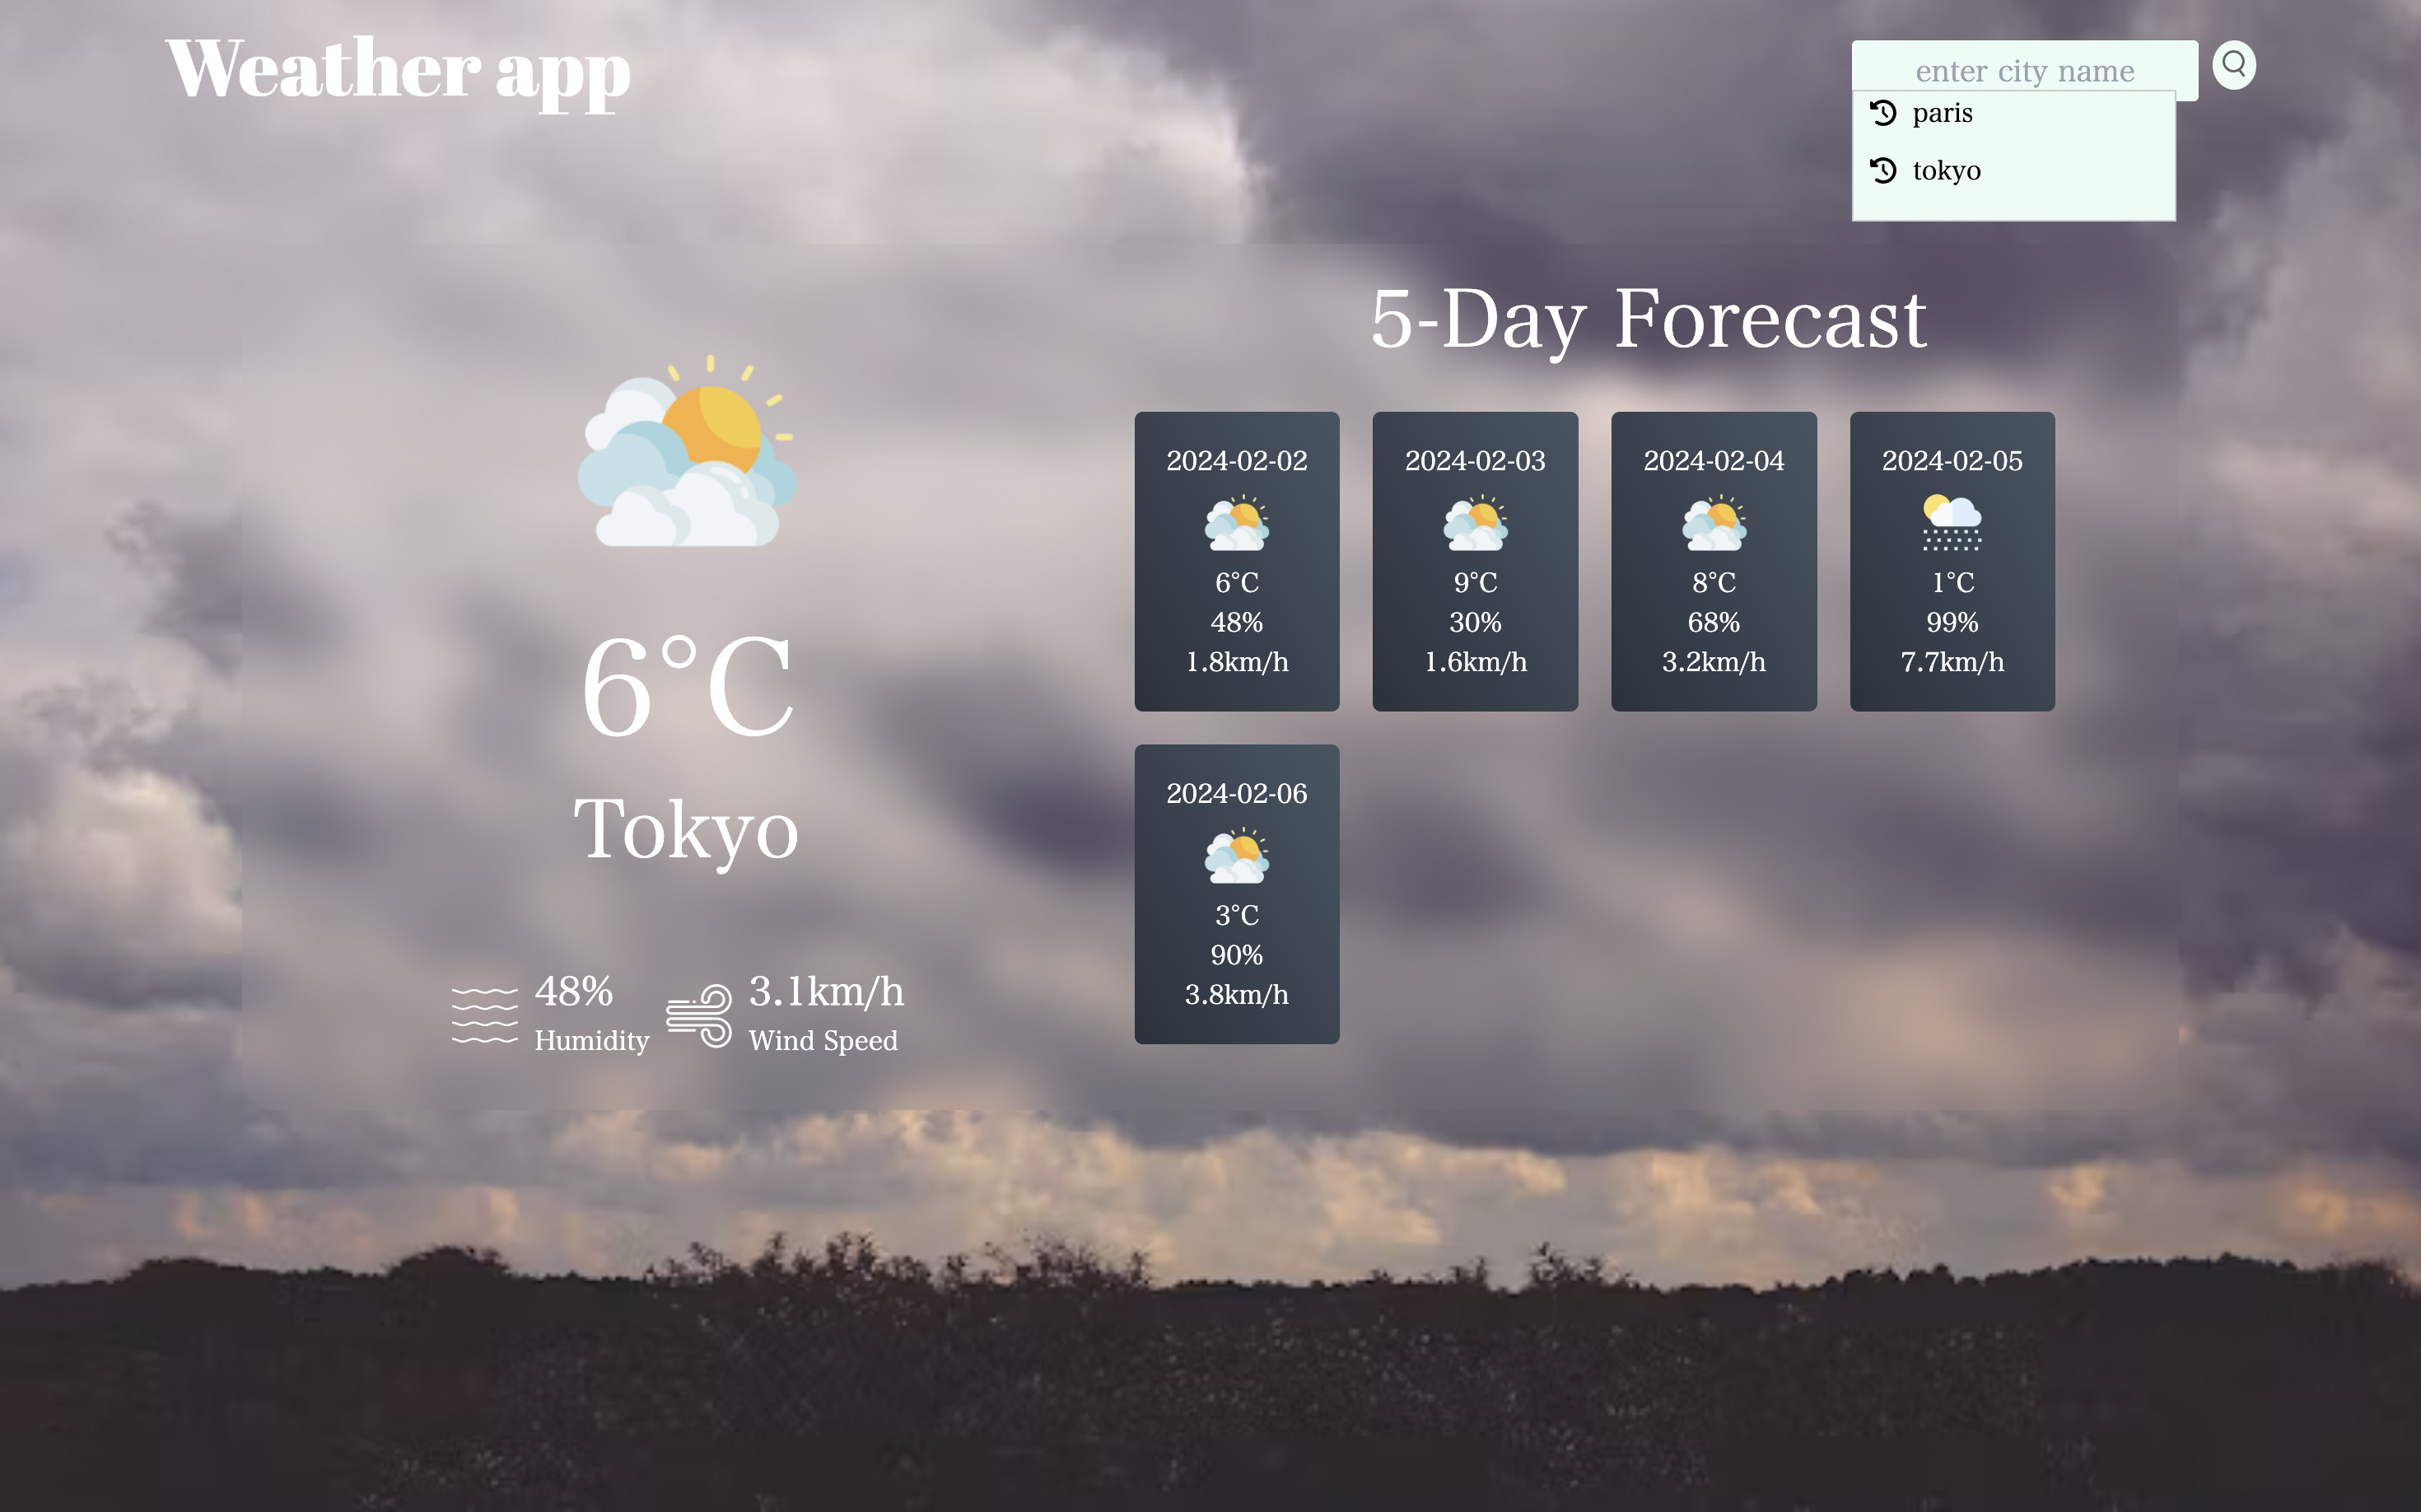 Weather app
enter city name
paris
tokyo
6°C
Tokyo
48%
Humidity
3.1km/h
Wind Speed
5-Day Forecast
2024-02-02
6°C
48%
1.8km/h
2024-02-03
9°C
30%
1.6km/h
2024-02-04
8°C
68%
3.2km/h
2024-02-05
1°C
99%
7.7km/h
2024-02-06
3°C
90%
3.8km/h